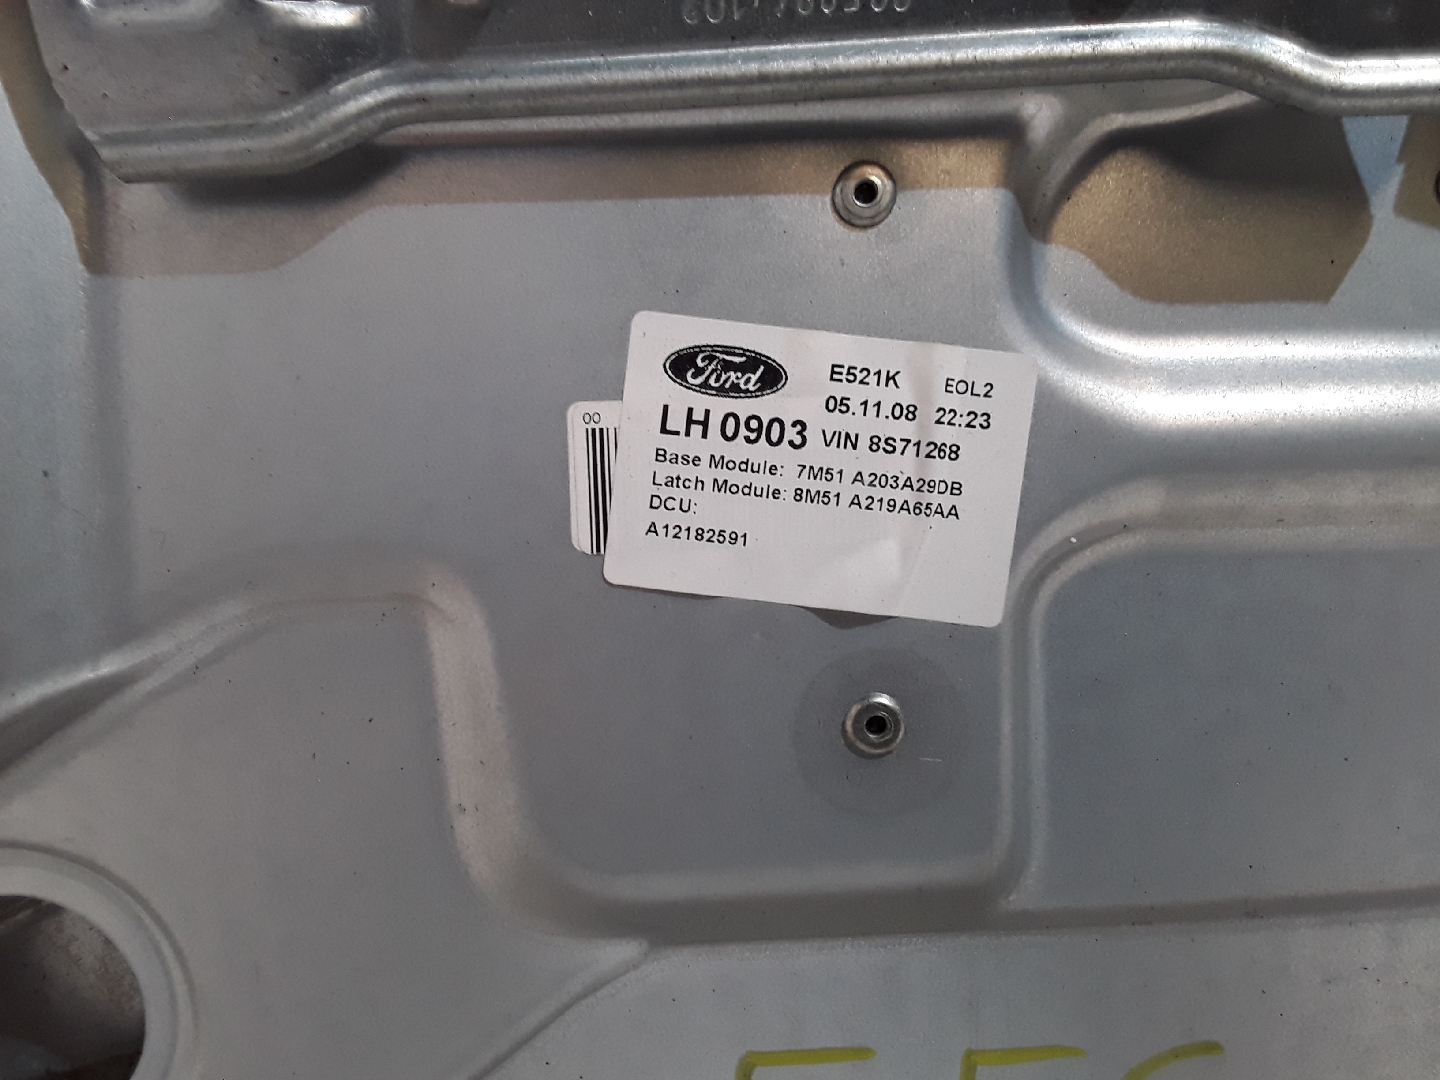 Ford
E521K EOL2
05.11.08 22:23
LH 0903 VIN 8S71268
Base Module: 7M51 A203A29DB
Latch Module: 8M51 A219A65AA
DCU:
A12182591
00